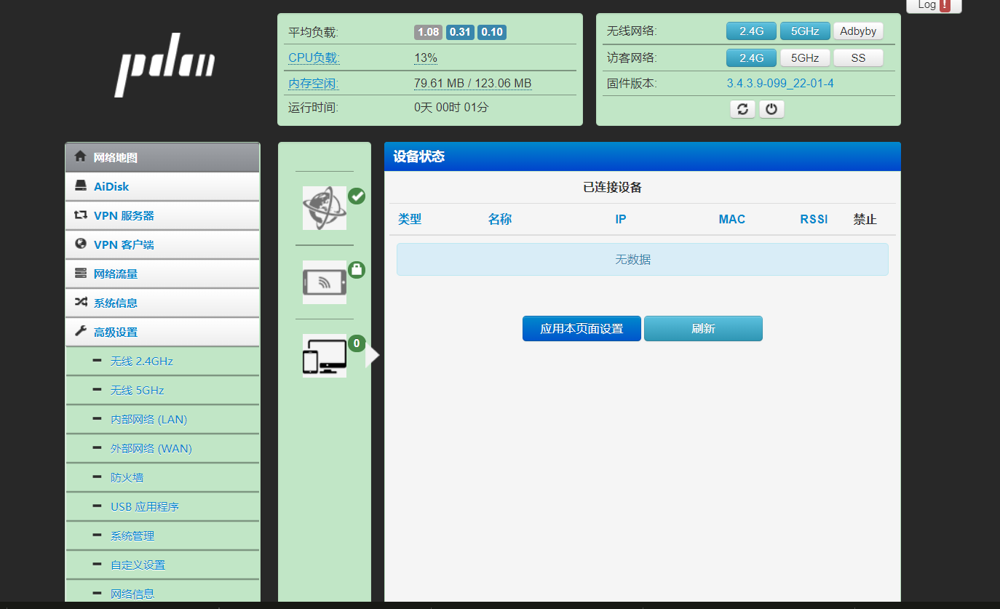 Log !
pdcn
平均负载: 1.08 0.31 0.10
CPU负载: 13%
内存空闲: 79.61 MB / 123.06 MB
运行时间: 0天 00时 01分
无线网络: 2.4G 5GHz Adbyby
访客网络: 2.4G 5GHz SS
固件版本: 3.4.3.9-099_22-01-4
网络地图
AiDisk
VPN 服务器
VPN 客户端
网络流量
系统信息
高级设置
无线 2.4GHz
无线 5GHz
内部网络 (LAN)
外部网络 (WAN)
防火墙
USB 应用程序
系统管理
自定义设置
网络信息
0
设备状态
已连接设备
类型 名称 IP MAC RSSI 禁止
无数据
应用本页面设置 刷新